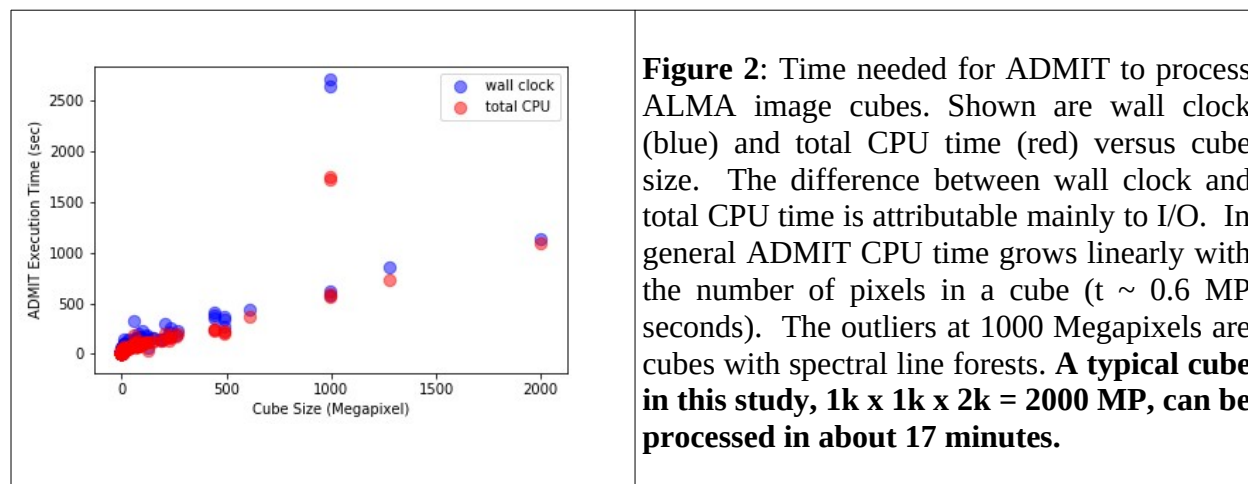 2500
2000
1500
1000
500
0
ADMIT Execution Time (sec)
wall clock
total CPU
0 500 1000 1500 2000
Cube Size (Megapixel)
Figure 2: Time needed for ADMIT to process
ALMA image cubes. Shown are wall clock
(blue) and total CPU time (red) versus cube
size. The difference between wall clock and
total CPU time is attributable mainly to I/O. In
general ADMIT CPU time grows linearly with
the number of pixels in a cube (t ~ 0.6 MP
seconds). The outliers at 1000 Megapixels are
cubes with spectral line forests. A typical cube
in this study, 1k x 1k x 2k = 2000 MP, can be
processed in about 17 minutes.